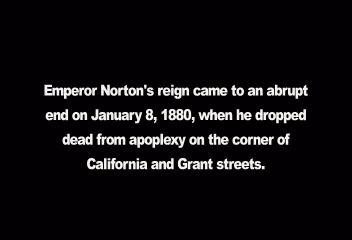 Emperor Norton's reign came to an abrupt
end on January 8, 1880, when he dropped
dead from apoplexy on the corner of
California and Grant streets.